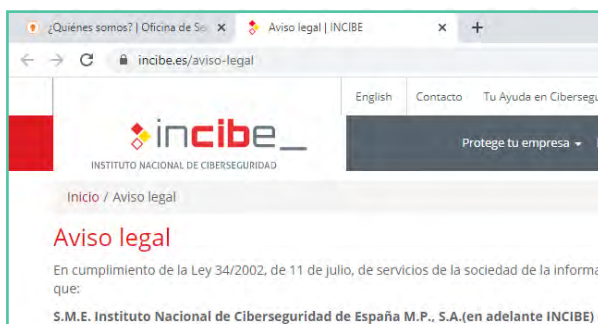 ¿Quiénes somos? | Oficina de Se
Aviso legal | INCIBE
incibe.es/aviso-legal
English Contacto Tu Ayuda en Cibersegu
incibe_
INSTITUTO NACIONAL DE CIBERSEGURIDAD
Protege tu empresa
Inicio / Aviso legal
Aviso legal
En cumplimiento de la Ley 34/2002, de 11 de julio, de servicios de la sociedad de la informa
que:
S.M.E. Instituto Nacional de Ciberseguridad de España M.P., S.A.(en adelante INCIBE)